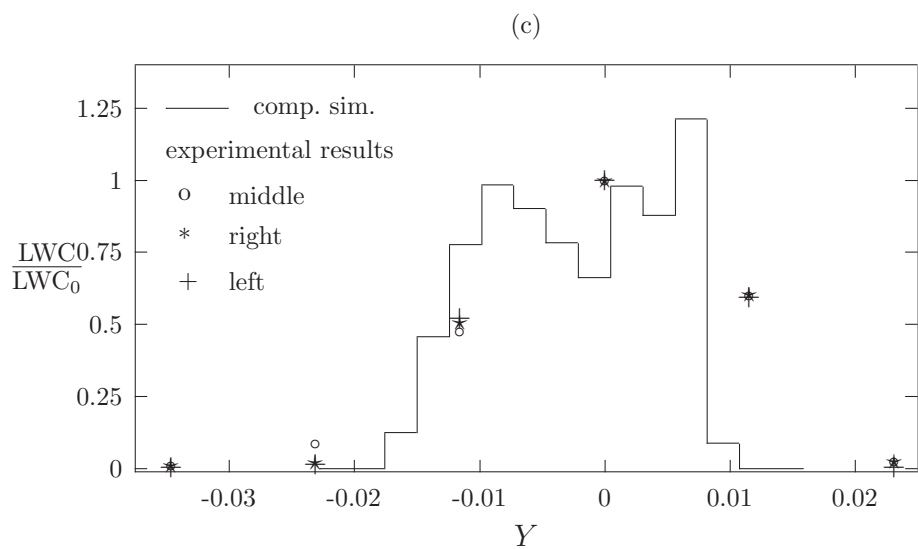 (c)
1.25
1
0.75
0.5
0.25
0
LWC0
LWC₀
comp. sim.
experimental results
middle
right
left
-0.03 -0.02 -0.01 0 0.01 0.02
Y